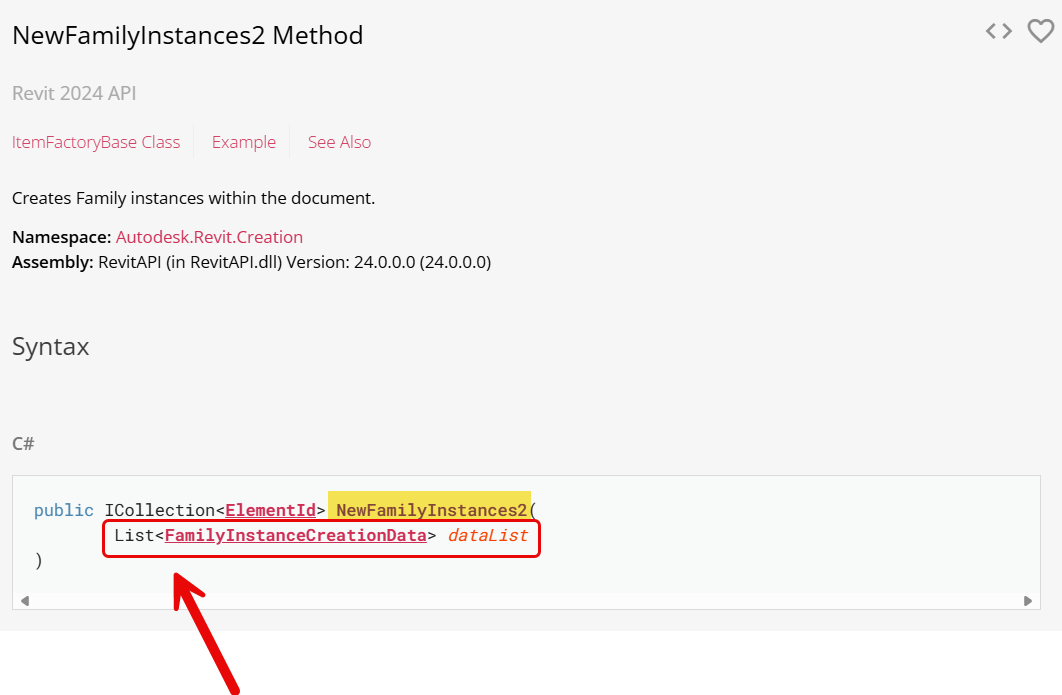 NewFamilyInstances2 Method
Revit 2024 API
ItemFactoryBase Class Example See Also
Creates Family instances within the document.
Namespace: Autodesk.Revit.Creation
Assembly: RevitAPI (in RevitAPI.dll) Version: 24.0.0.0 (24.0.0.0)
Syntax
C#
public ICollection<ElementId> NewFamilyInstances2(
List<FamilyInstanceCreationData> dataList
)